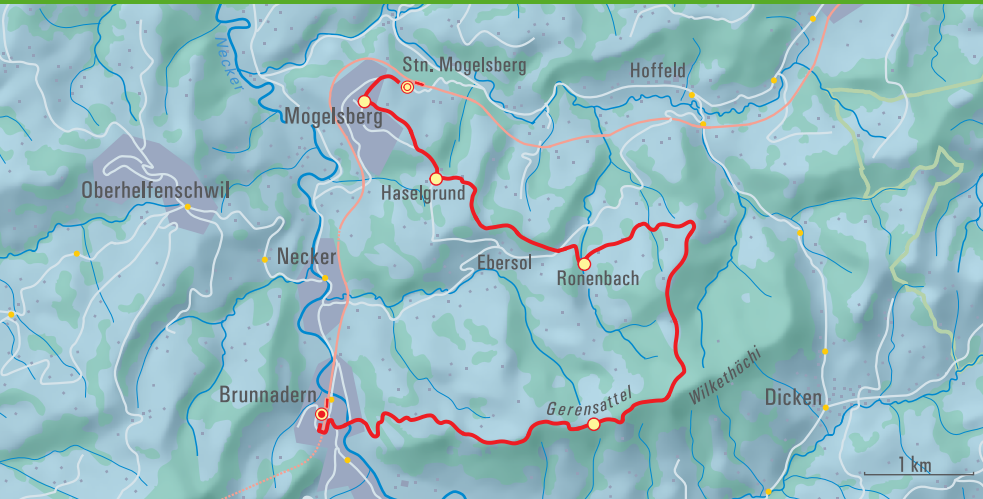 Necker
Stn. Mogelsberg
Hoffeld
Mogelsberg
Oberhelfenschwil
Haselgrund
Necker
Ebersol
Ronenbach
Wilkethöchi
Brunnadern
Gerensattel
Dicken
1 km